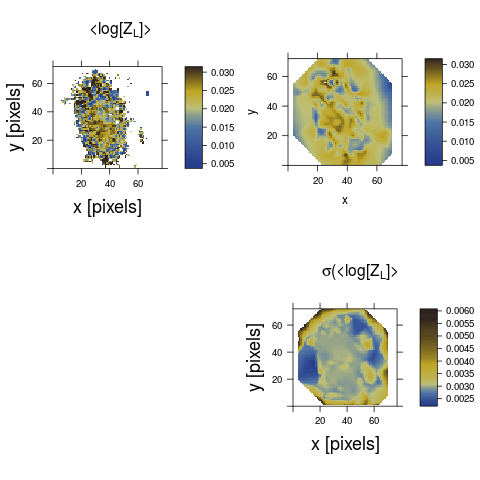 <log[Z_L]>
y [pixels]
60
40
20
20 40 60
x [pixels]
0.030
0.025
0.020
0.015
0.010
0.005
y
60
40
20
20 40 60
x
0.030
0.025
0.020
0.015
0.010
0.005
σ(<log[Z_L]>
y [pixels]
60
40
20
20 40 60
x [pixels]
0.0060
0.0055
0.0050
0.0045
0.0040
0.0035
0.0030
0.0025